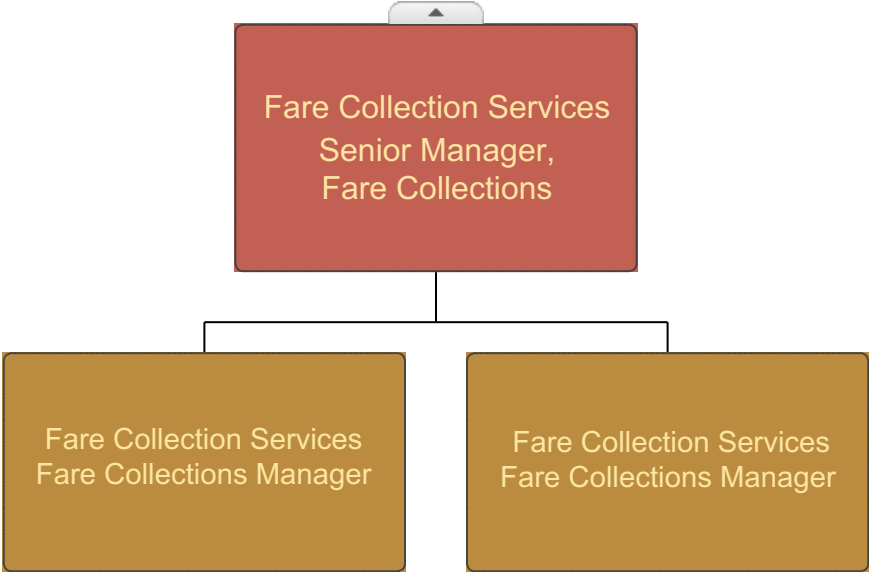 Fare Collection Services
Senior Manager,
Fare Collections
Fare Collection Services
Fare Collections Manager
Fare Collection Services
Fare Collections Manager